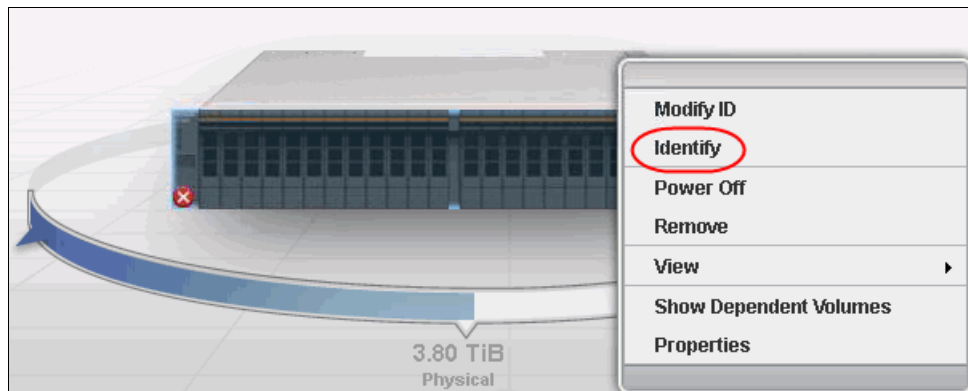 Modify ID
Identify
Power Off
Remove
View
Show Dependent Volumes
Properties
3.80 TiB
Physical